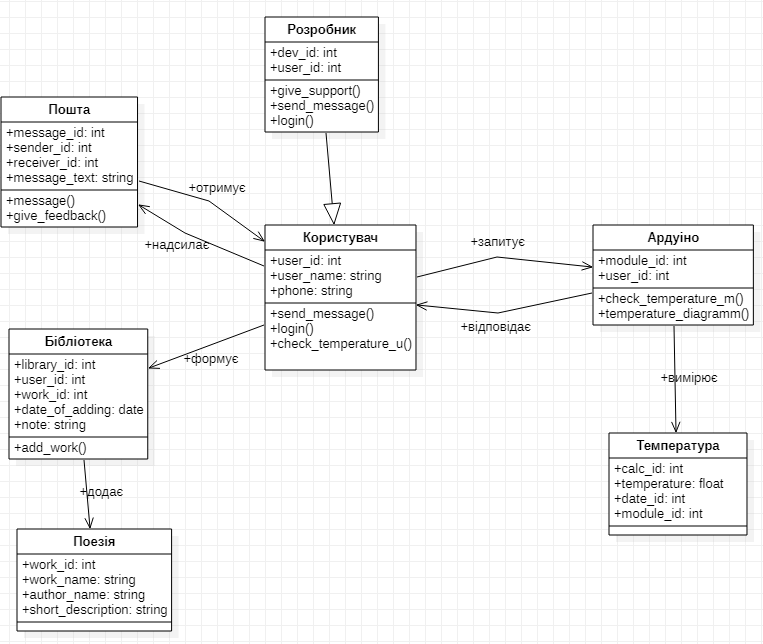 Розробник
+dev_id: int
+user_id: int
+give_support()
+send_message()
+login()
Пошта
+message_id: int
+sender_id: int
+receiver_id: int
+message_text: string
+message()
+give_feedback()
+отримує
+надсилає
Користувач
+user_id: int
+user_name: string
+phone: string
+send_message()
+login()
+check_temperature_u()
+запитує
+відповідає
Ардуіно
+module_id: int
+user_id: int
+check_temperature_m()
+temperature_diagramm()
+формує
Бібліотека
+library_id: int
+user_id: int
+work_id: int
+date_of_adding: date
+note: string
+add_work()
+вимірює
Температура
+calc_id: int
+temperature: float
+date_id: int
+module_id: int
+додає
Поезія
+work_id: int
+work_name: string
+author_name: string
+short_description: string